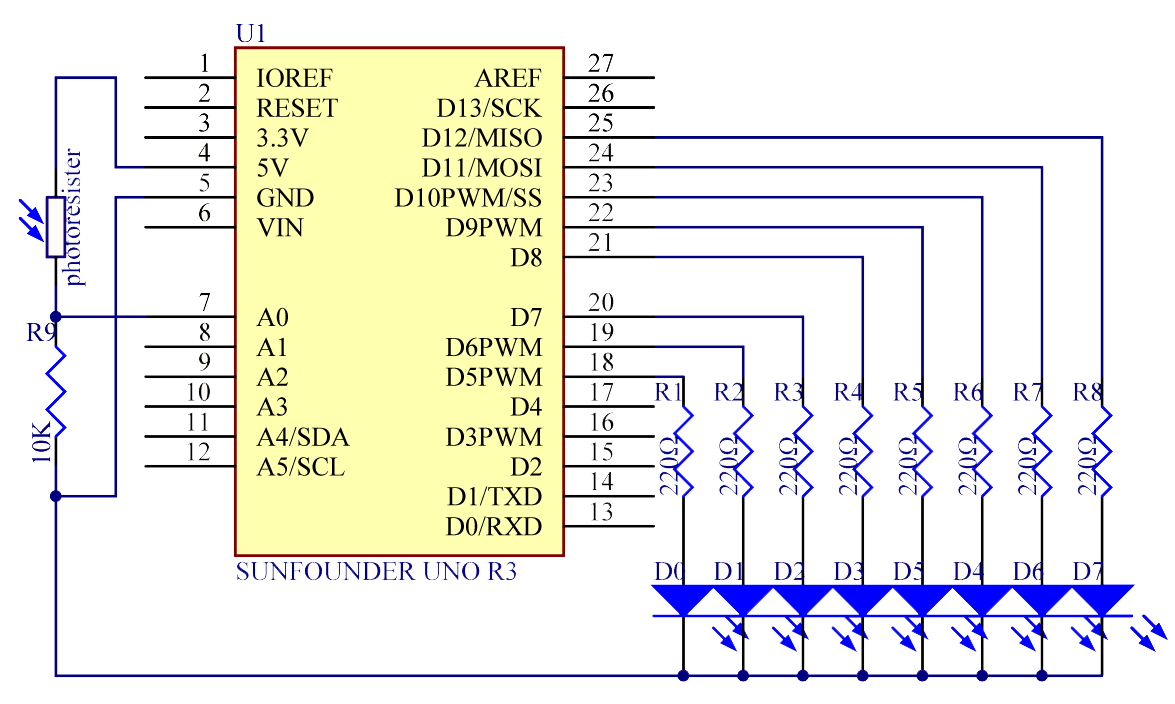 U1
1 IOREF AREF 27
2 RESET D13/SCK 26
3 3.3V D12/MISO 25
4 5V D11/MOSI 24
5 GND D10PWM/SS 23
6 VIN D9PWM 22
D8 21
photoresister
7 A0 D7 20
R9
8 A1 D6PWM 19
9 A2 D5PWM 18
10 A3 D4 17
11 A4/SDA D3PWM 16
12 A5/SCL D2 15
D1/TXD 14
D0/RXD 13
10K
R1 R2 R3 R4 R5 R6 R7 R8
220Ω 220Ω 220Ω 220Ω 220Ω 220Ω 220Ω 220Ω
SUNFOUNDER UNO R3
D0 D1 D2 D3 D5 D4 D6 D7